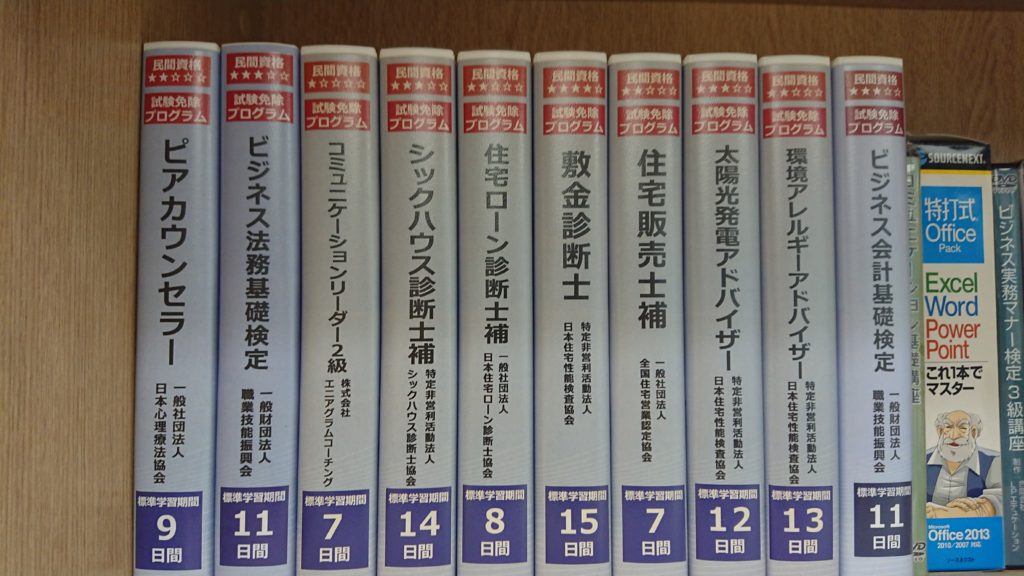 民間資格
★★☆☆☆
試験免除
プログラム
ピアカウンセラー
一般社団法人
日本心理療法協会
標準学習期間
9
日間
民間資格
★★★☆☆
試験免除
プログラム
ビジネス法務基礎検定
一般財団法人
職業技能振興会
標準学習期間
11
日間
民間資格
★☆☆☆☆
試験免除
プログラム
コミュニケーションリーダー2級
株式会社
エニアグラムコーチング
標準学習期間
7
日間
民間資格
★★★☆☆
試験免除
プログラム
シックハウス診断士補
特定非営利活動法人
シックハウス診断士協会
標準学習期間
14
日間
民間資格
★★☆☆☆
試験免除
プログラム
住宅ローン診断士補
一般社団法人
日本住宅ローン診断士協会
標準学習期間
8
日間
民間資格
★★★★☆
試験免除
プログラム
敷金診断士
特定非営利活動法人
日本住宅性能検査協会
標準学習期間
15
日間
民間資格
★★☆☆☆
試験免除
プログラム
住宅販売士補
一般社団法人
全国住宅営業認定協会
標準学習期間
7
日間
民間資格
★★★☆☆
試験免除
プログラム
太陽光発電アドバイザー
特定非営利活動法人
日本住宅性能検査協会
標準学習期間
12
日間
民間資格
★★☆☆☆
試験免除
プログラム
環境アレルギーアドバイザー
特定非営利活動法人
日本住宅性能検査協会
標準学習期間
13
日間
民間資格
★★★☆☆
試験免除
プログラム
ビジネス会計基礎検定
一般財団法人
職業技能振興会
標準学習期間
11
日間
コミュニケーション基礎講座
DVD
SOURCENEXT
特打式
Office
Pack
Excel
Word
Power
Point
これ1本で
マスター
Microsoft
Office 2013
2010/2007 対応
ソースネクスト
DVD
ビジネス実務マナー検定3級講座